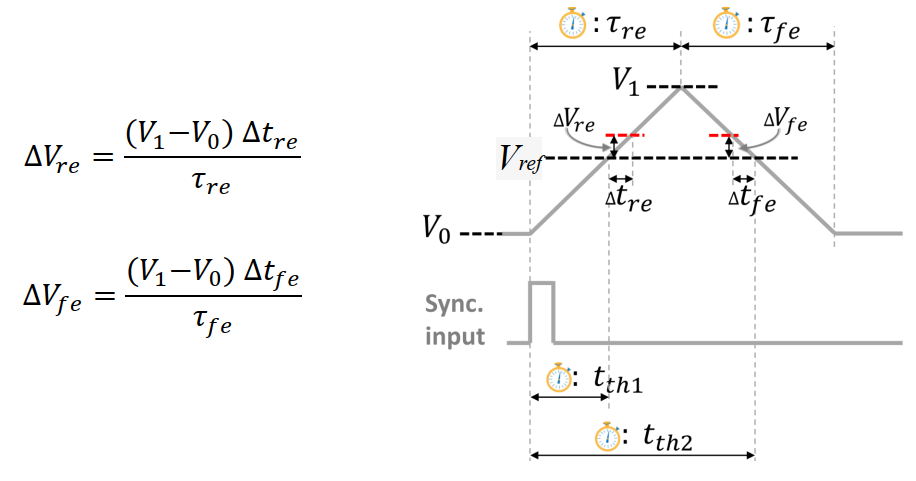 ΔV_re = (V_1−V_0) Δt_re / τ_re
ΔV_fe = (V_1−V_0) Δt_fe / τ_fe
⏱: τ_re
⏱: τ_fe
V_1
ΔV_re
ΔV_fe
V_ref
Δt_re
Δt_fe
V_0
Sync.
input
⏱: t_th1
⏱: t_th2